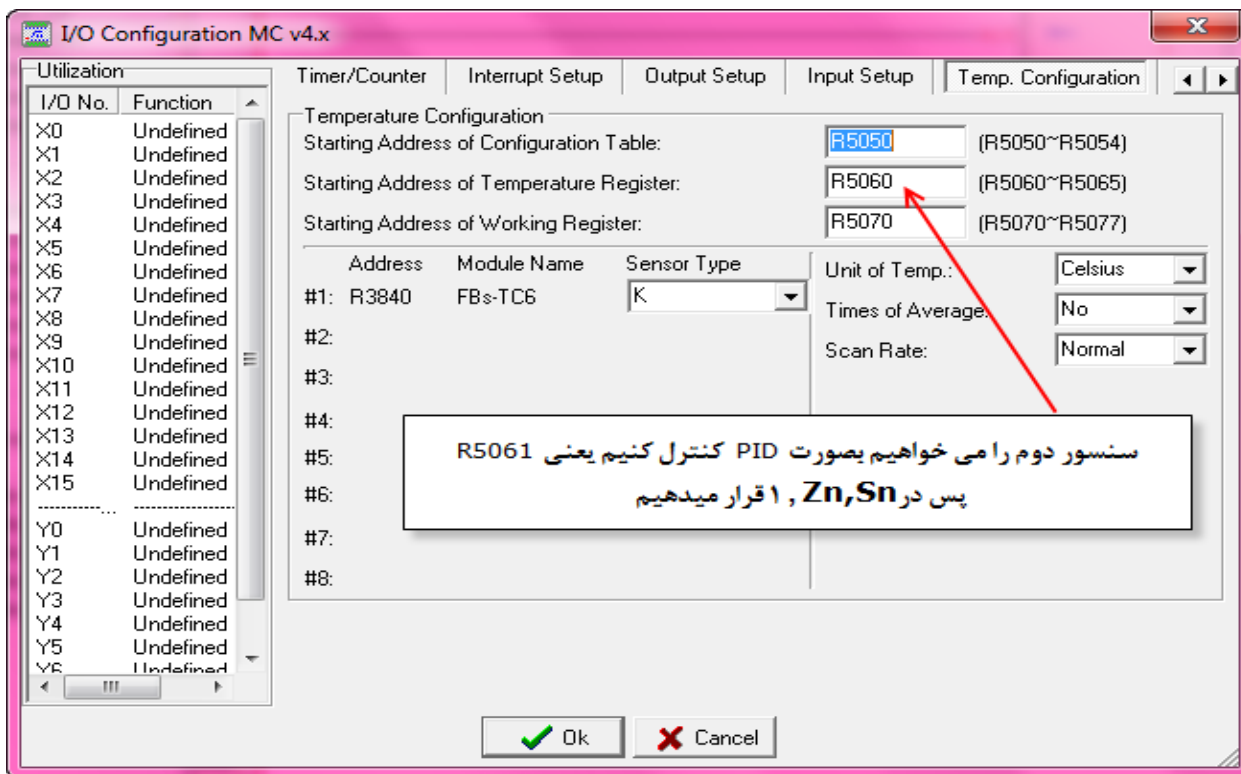 I/O Configuration MC v4.x
Utilization
I/O No. Function
X0 Undefined
X1 Undefined
X2 Undefined
X3 Undefined
X4 Undefined
X5 Undefined
X6 Undefined
X7 Undefined
X8 Undefined
X9 Undefined
X10 Undefined
X11 Undefined
X12 Undefined
X13 Undefined
X14 Undefined
X15 Undefined
Y0 Undefined
Y1 Undefined
Y2 Undefined
Y3 Undefined
Y4 Undefined
Y5 Undefined
Y6 Undefined
Timer/Counter Interrupt Setup Output Setup Input Setup Temp. Configuration
Temperature Configuration
Starting Address of Configuration Table: R5050 (R5050~R5054)
Starting Address of Temperature Register: R5060 (R5060~R5065)
Starting Address of Working Register: R5070 (R5070~R5077)
Address Module Name Sensor Type
#1: R3840 FBs-TC6 K
#2:
#3:
#4:
#5:
#6:
#7:
#8:
Unit of Temp.: Celsius
Times of Average: No
Scan Rate: Normal
سنسور دوم را می خواهیم بصورت PID کنترل کنیم یعنی R5061
پس در Zn,Sn , ۱ قرار میدهیم
Ok Cancel